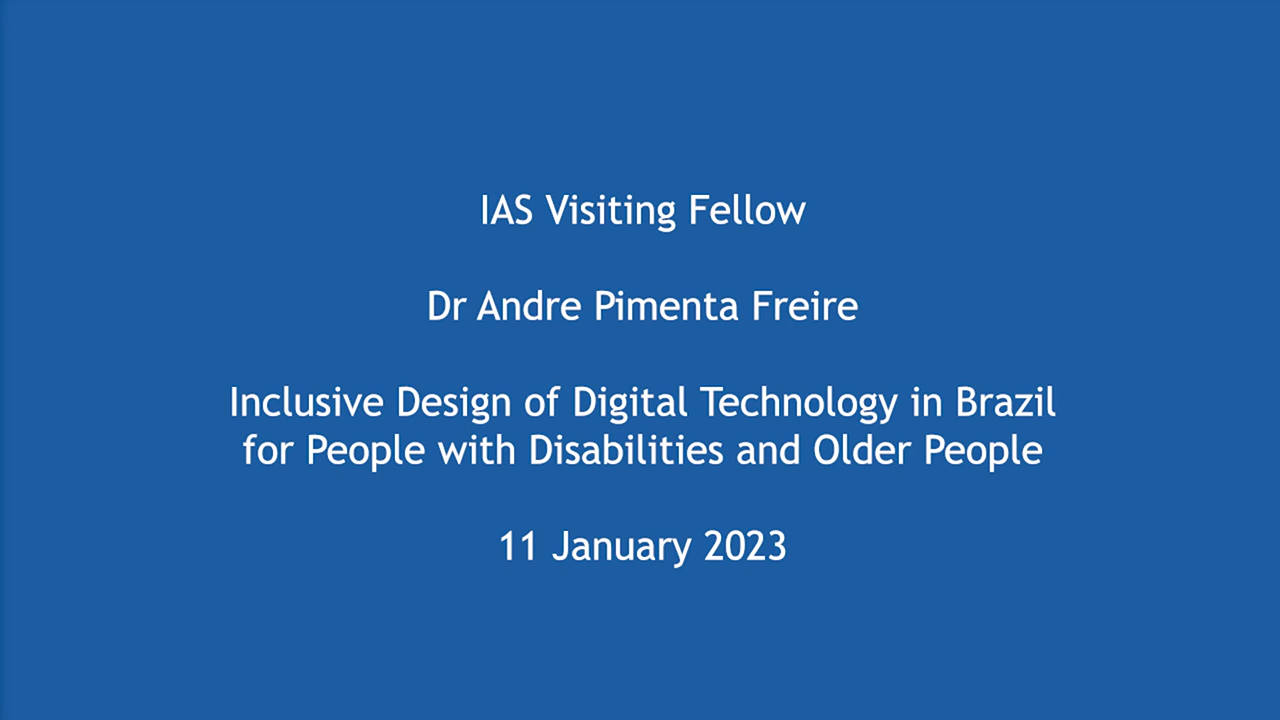 IAS Visiting Fellow
Dr Andre Pimenta Freire
Inclusive Design of Digital Technology in Brazil
for People with Disabilities and Older People
11 January 2023